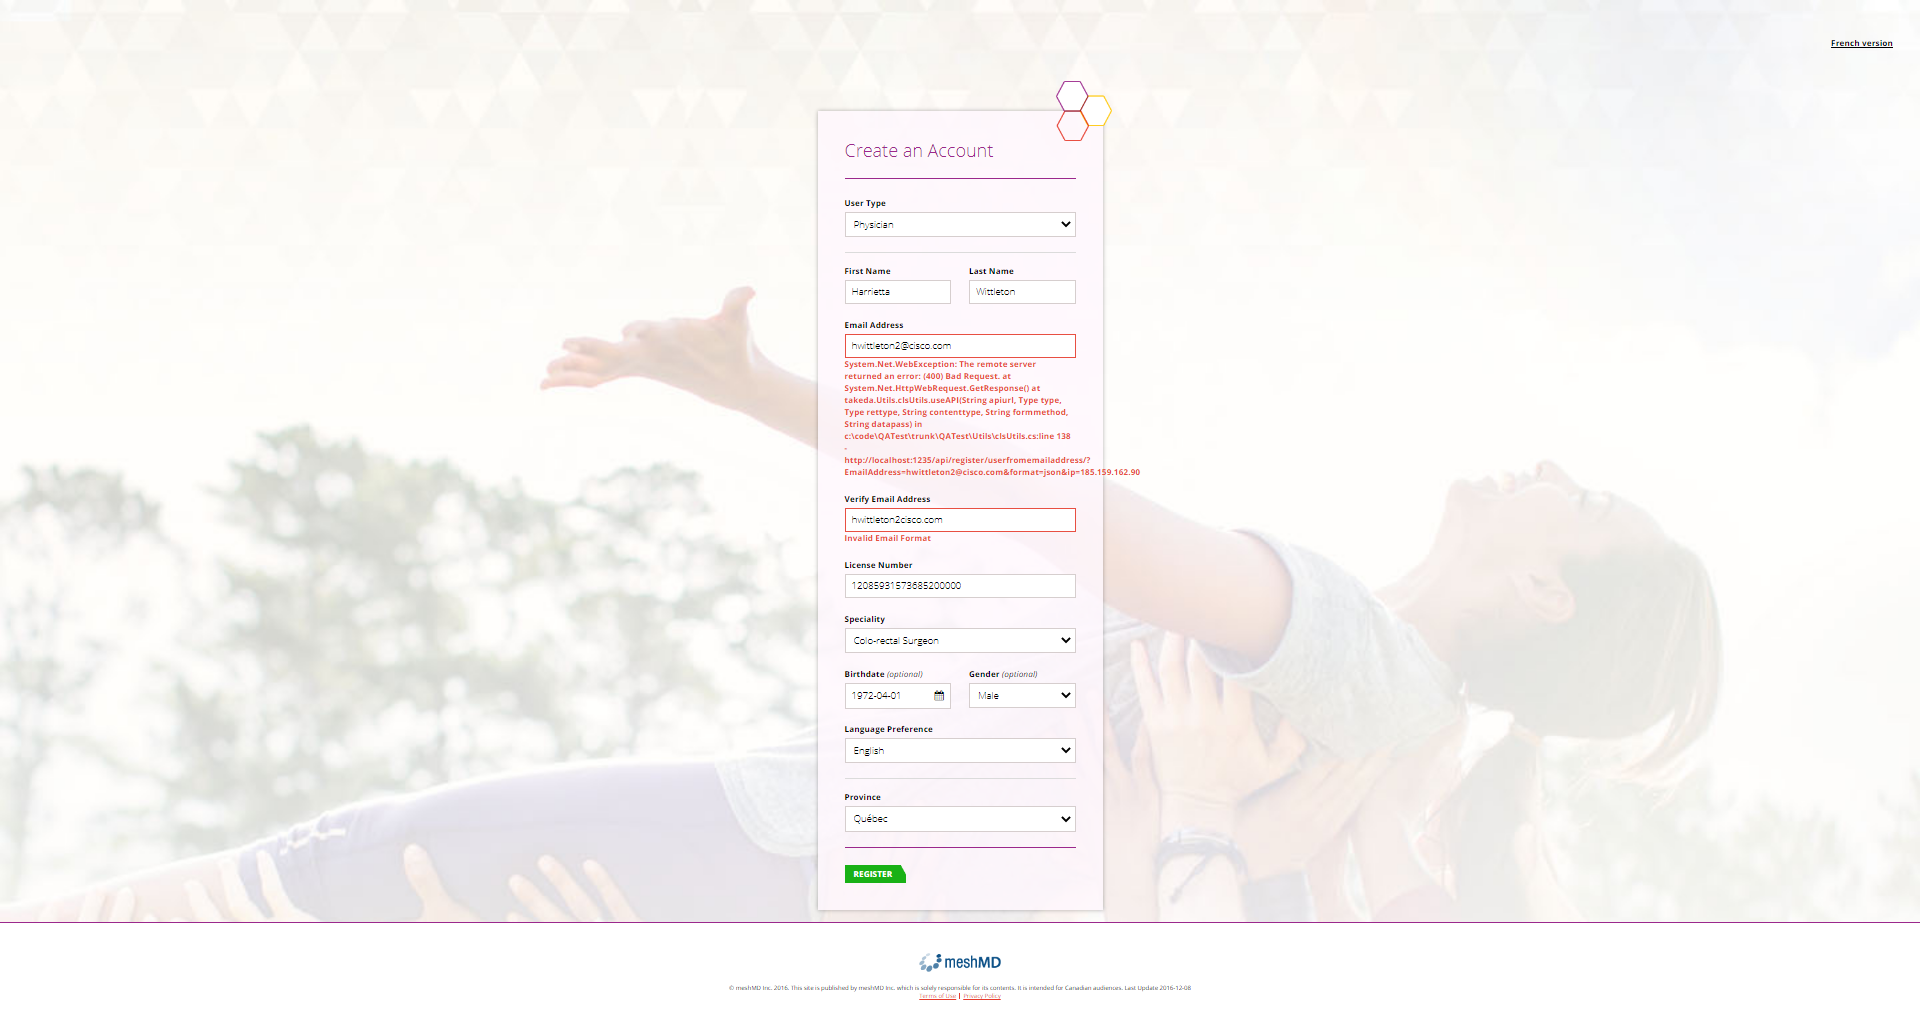 French version
Create an Account
User Type
Physician
First Name Last Name
Harrietta Wittleton
Email Address
hwittleton2@cisco.com
System.Net.WebException: The remote server
returned an error: (400) Bad Request. at
System.Net.HttpWebRequest.GetResponse() at
takeda.Utils.clsUtils.useAPI(String apiurl, Type type,
Type rettype, String contenttype, String formmethod,
String datapass) in
c:\code\QATest\trunk\QATest\Utils\clsUtils.cs:line 138
-
http://localhost:1235/api/register/userfromemailaddress/?
EmailAddress=hwittleton2@cisco.com&format=json&ip=185.159.162.90
Verify Email Address
hwittleton2cisco.com
Invalid Email Format
License Number
12085931573685200000
Speciality
Colo-rectal Surgeon
Birthdate (optional) Gender (optional)
1972-04-01 Male
Language Preference
English
Province
Québec
REGISTER
meshMD
© meshMD Inc. 2016. This site is published by meshMD Inc. which is solely responsible for its contents. It is intended for Canadian audiences. Last Update 2016-12-08
Terms of Use | Privacy Policy